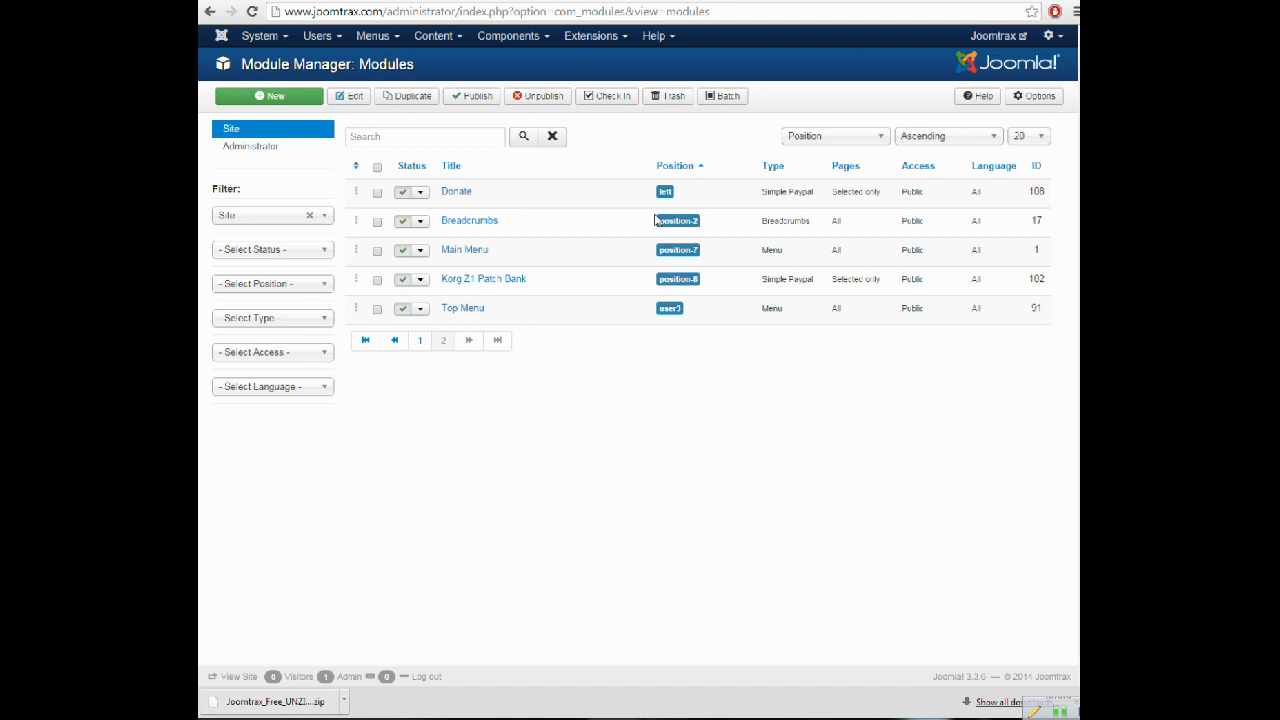 www.joomtrax.com/administrator/index.php?option=com_modules&view=modules
System Users Menus Content Components Extensions Help Joomtrax
Module Manager: Modules Joomla!
New Edit Duplicate Publish Unpublish Check In Trash Batch Help Options
Site
Administrator
Search Position Ascending 20
Status Title Position Type Pages Access Language ID
Filter:
Site
- Select Status -
- Select Position -
- Select Type -
- Select Access -
- Select Language -
Donate left Simple Paypal Selected only Public All 108
Breadcrumbs position-2 Breadcrumbs All Public All 17
Main Menu position-7 Menu All Public All 1
Korg Z1 Patch Bank position-8 Simple Paypal Selected only Public All 102
Top Menu user3 Menu All Public All 91
1 2
View Site 0 Visitors 1 Admin 0 Log out Joomla! 3.3.6 — © 2014 Joomtrax
Joomtrax_Free_UNZI....zip Show all